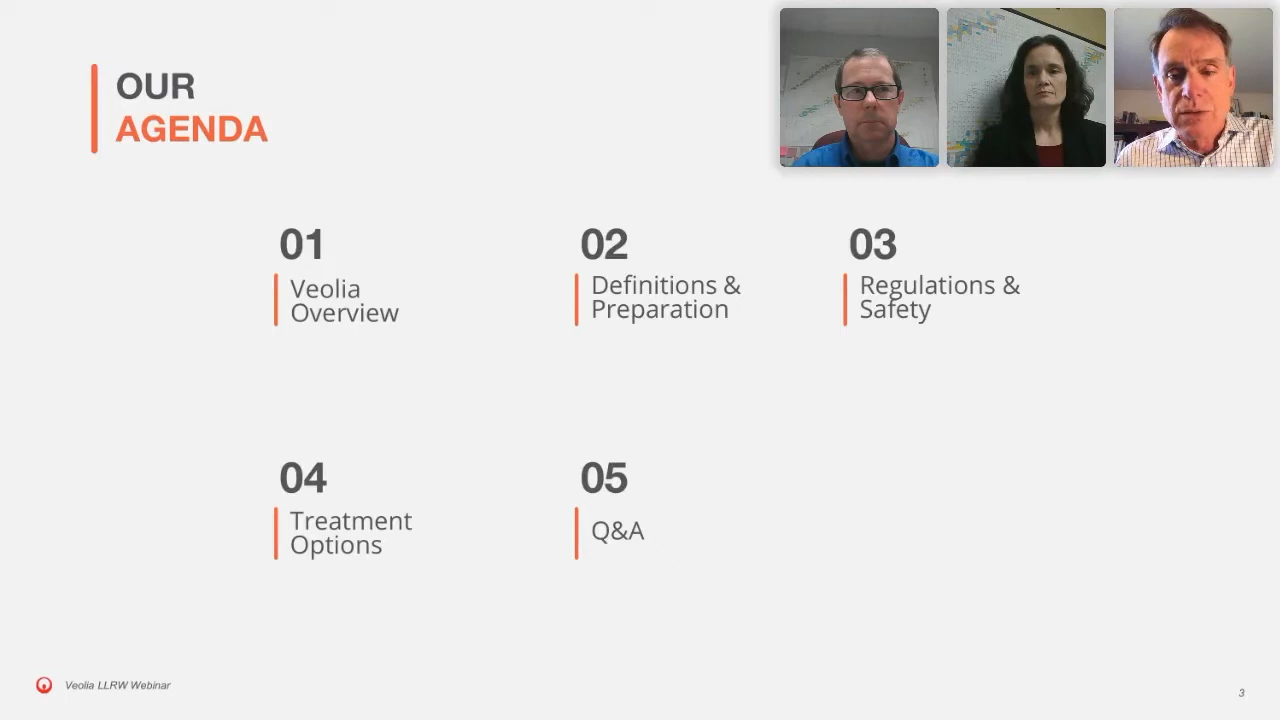 OUR
AGENDA
01
Veolia
Overview
02
Definitions &
Preparation
03
Regulations &
Safety
04
Treatment
Options
05
Q&A
Veolia LLRW Webinar
3